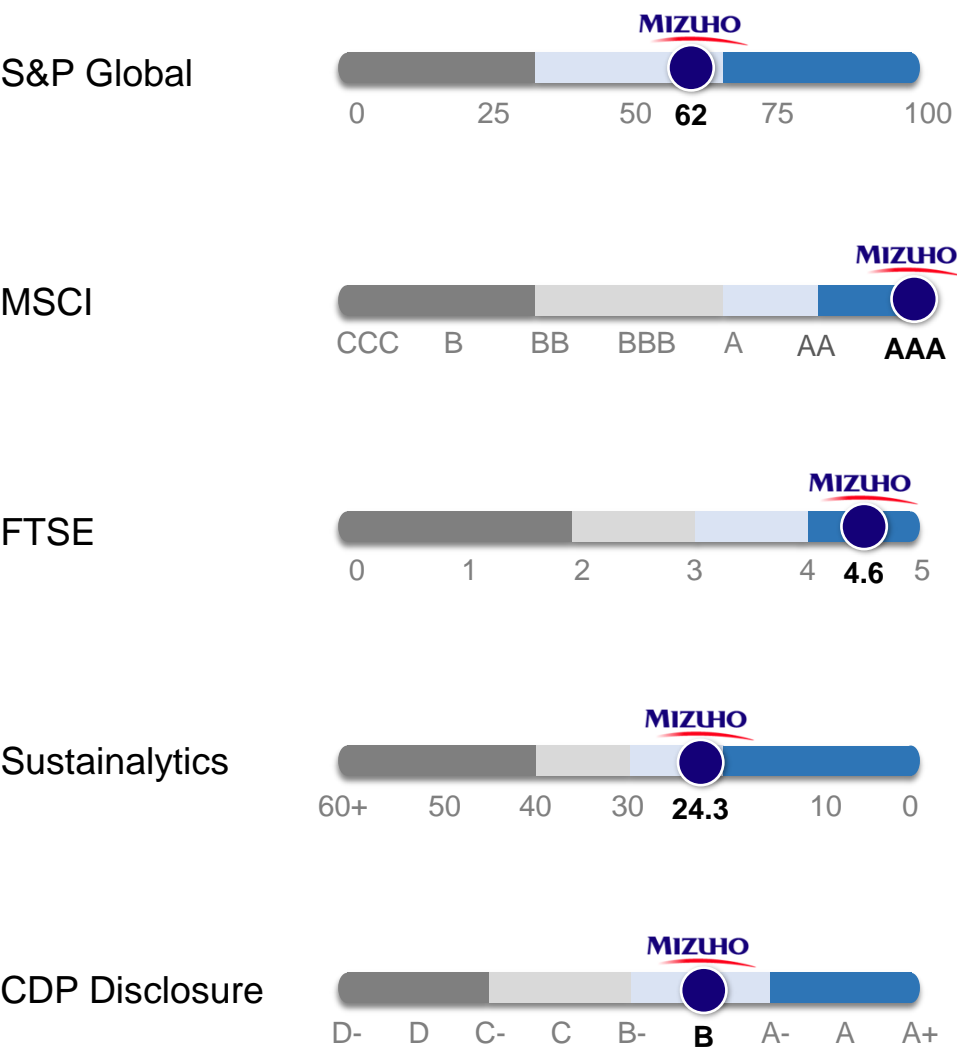 MIZUHO
S&P Global
0 25 50 62 75 100
MIZUHO
MSCI
CCC B BB BBB A AA AAA
MIZUHO
FTSE
0 1 2 3 4 4.6 5
MIZUHO
Sustainalytics
60+ 50 40 30 24.3 10 0
MIZUHO
CDP Disclosure
D- D C- C B- B A- A A+